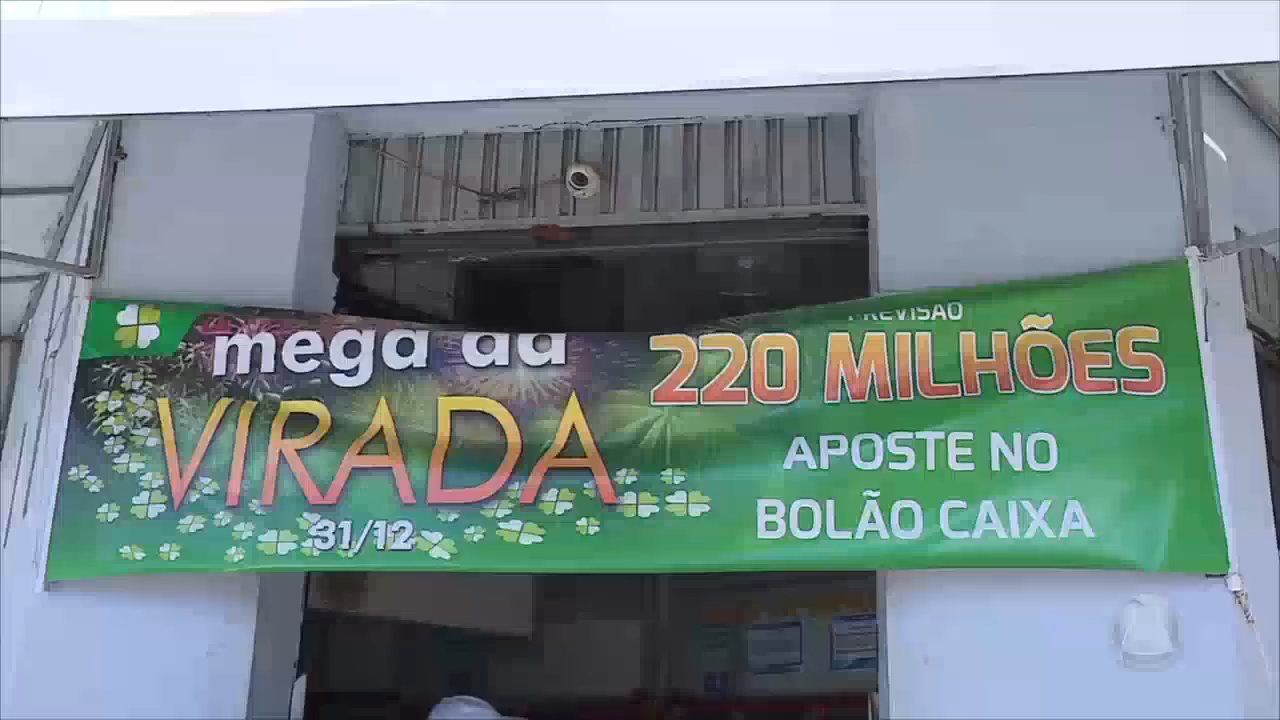 mega da
VIRADA
31/12
PREVISÃO
220 MILHÕES
APOSTE NO
BOLÃO CAIXA